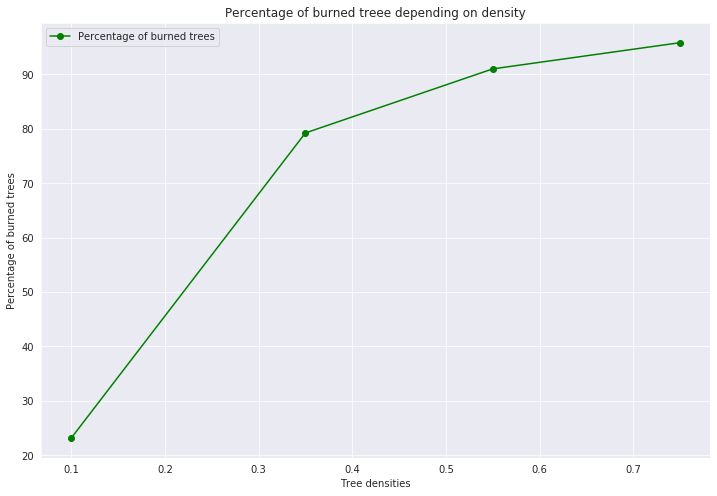 Percentage of burned treee depending on density
Percentage of burned trees
Percentage of burned trees
90
80
70
60
50
40
30
20
0.1 0.2 0.3 0.4 0.5 0.6 0.7
Tree densities